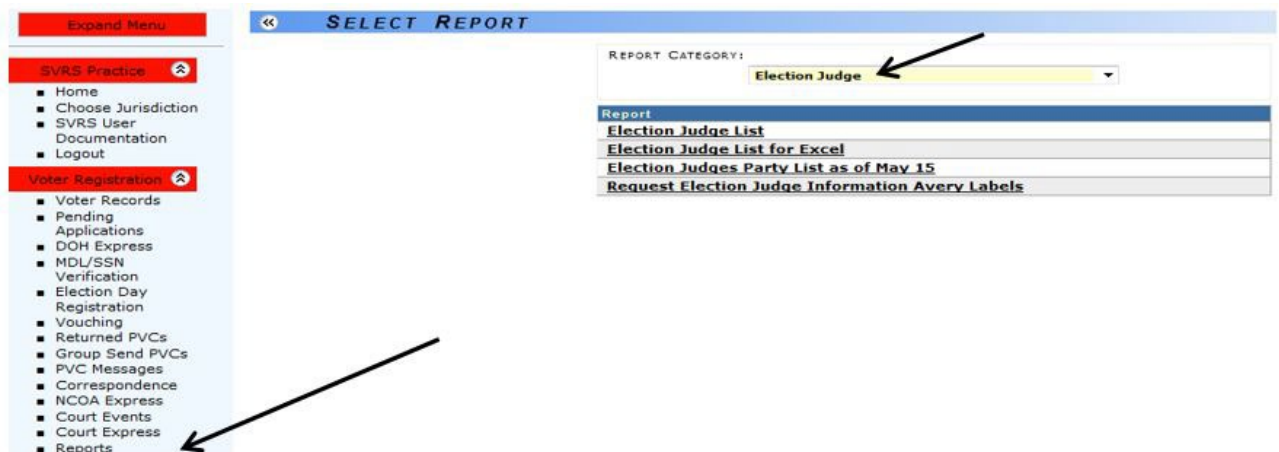 Expand Menu
SVRS Practice
Home
Choose Jurisdiction
SVRS User
Documentation
Logout
Voter Registration
Voter Records
Pending
Applications
DOH Express
MDL/SSN
Verification
Election Day
Registration
Vouching
Returned PVCs
Group Send PVCs
PVC Messages
Correspondence
NCOA Express
Court Events
Court Express
Reports
SELECT REPORT
REPORT CATEGORY:
Election Judge
Report
Election Judge List
Election Judge List for Excel
Election Judges Party List as of May 15
Request Election Judge Information Avery Labels